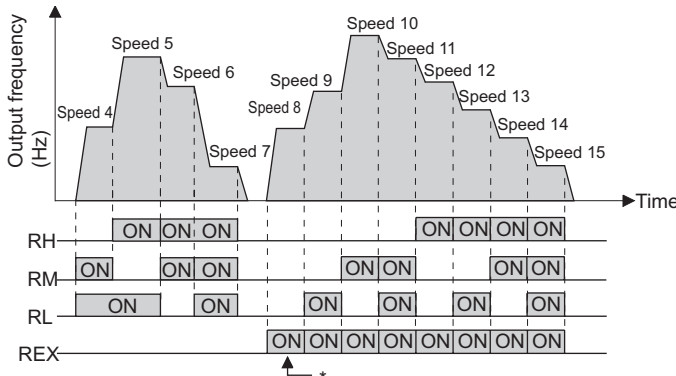 Output frequency
(Hz)
Speed 4
Speed 5
Speed 6
Speed 7
Speed 8
Speed 9
Speed 10
Speed 11
Speed 12
Speed 13
Speed 14
Speed 15
Time
RH ON ON ON ON ON ON ON
RM ON ON ON ON ON ON ON
RL ON ON ON ON ON ON
REX ON ON ON ON ON ON ON ON
*